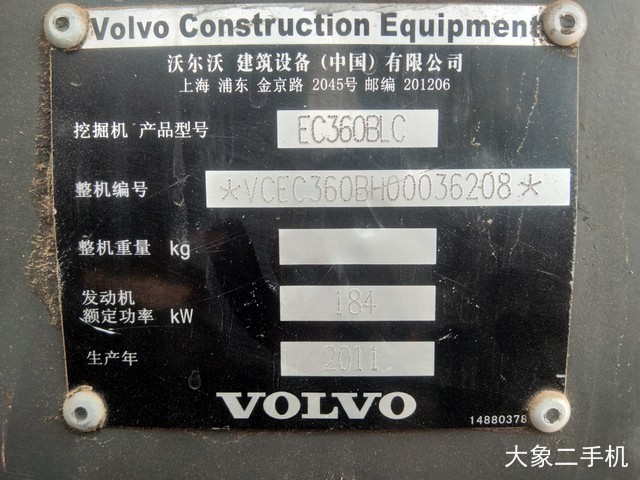 Volvo Construction Equipment
沃尔沃 建筑设备（中国）有限公司
上海 浦东 金京路 2045号 邮编 201206
挖掘机 产品型号 EC360BLC
整机编号 *VCEC360BH00036208*
整机重量 kg
发动机
额定功率 kW 184
生产年 2011
VOLVO
14880378
大象二手机